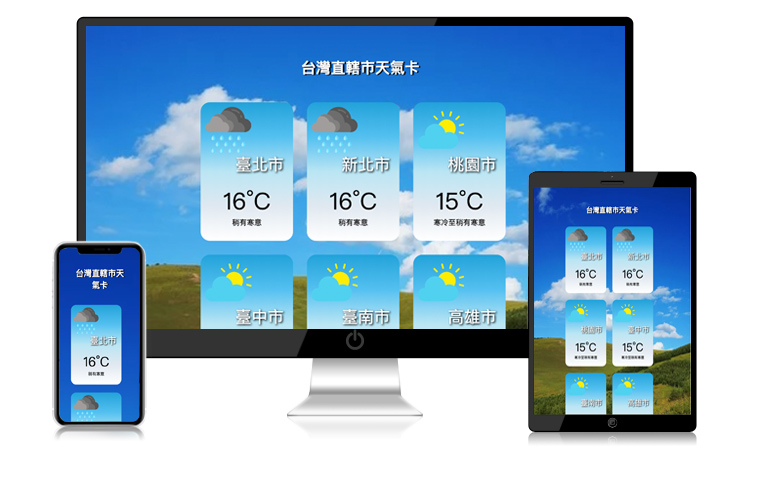 台灣直轄市天氣卡
臺北市
16°C
稍有寒意
新北市
16°C
稍有寒意
桃園市
15°C
寒冷至稍有寒意
臺中市
臺南市
高雄市
台灣直轄市天
氣卡
臺北市
16°C
稍有寒意
台灣直轄市天氣卡
臺北市
16°C
稍有寒意
新北市
16°C
稍有寒意
桃園市
15°C
寒冷至稍有寒意
臺中市
15°C
寒冷至稍有寒意
臺南市
高雄市